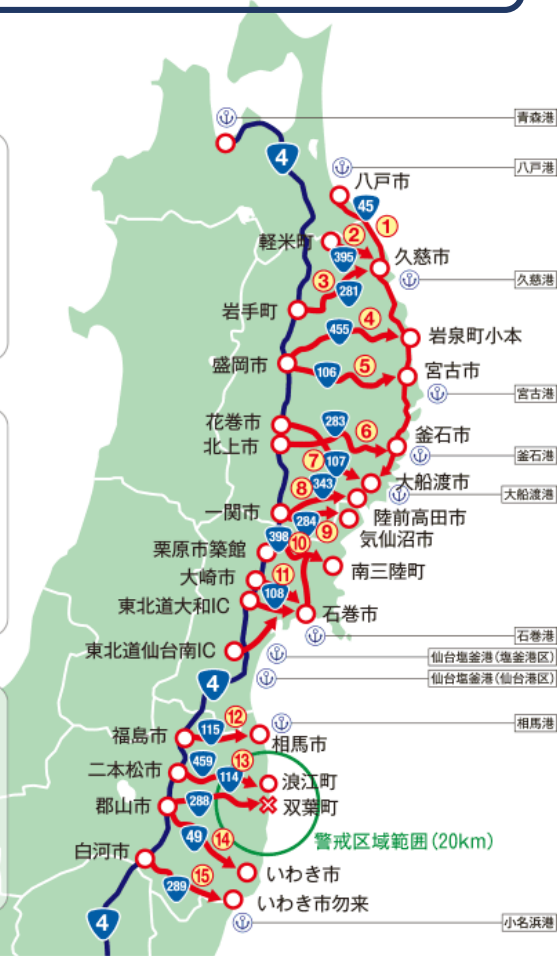 青森港
4
八戸港
八戸市
45
①
軽米町
②
395
久慈市
③
281
久慈港
岩手町
④
455
岩泉町小本
盛岡市
106
⑤
宮古市
宮古港
花巻市
283
⑥
北上市
釜石市
⑦
107
釜石港
⑧
343
大船渡市
大船渡港
一関市
284
⑨
陸前高田市
398
⑩
気仙沼市
栗原市築館
南三陸町
大崎市
⑪
108
東北道大和IC
石巻市
石巻港
東北道仙台南IC
仙台塩釜港(塩釜港区)
仙台塩釜港(仙台港区)
4
⑫
相馬港
福島市
115
相馬市
459
⑬
二本松市
114
浪江町
郡山市
288
双葉町
49
⑭
警戒区域範囲(20km)
白河市
⑮
いわき市
289
いわき市勿来
4
小名浜港